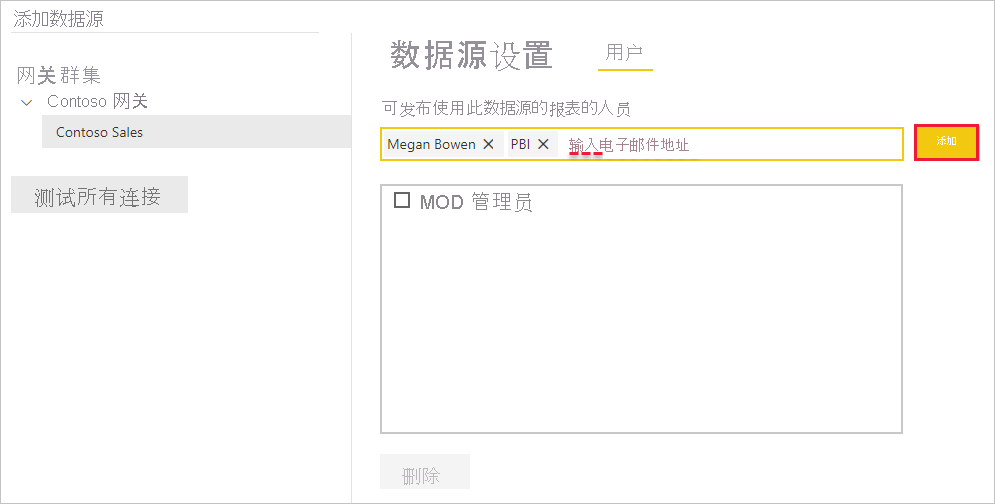 添加数据源
网关群集
Contoso 网关
Contoso Sales
测试所有连接
数据源设置 用户
可发布使用此数据源的报表的人员
Megan Bowen PBI 输入电子邮件地址 添加
MOD 管理员
删除